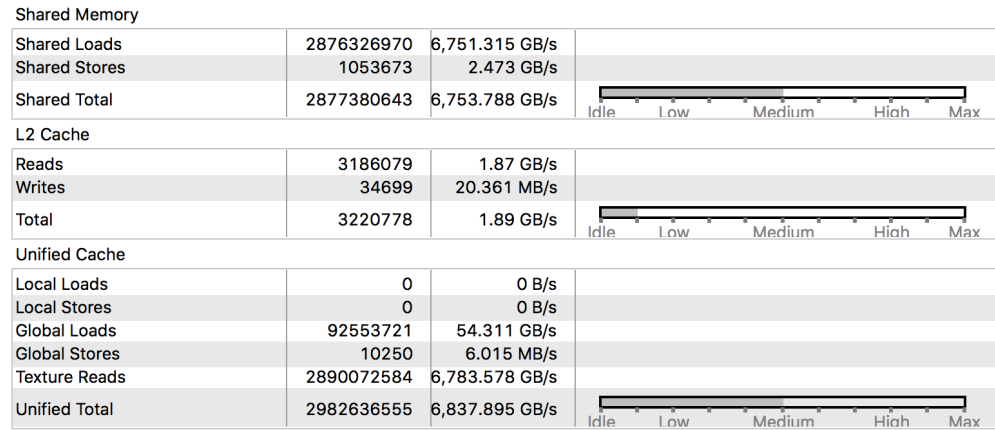 Shared Memory
Shared Loads 2876326970 6,751.315 GB/s
Shared Stores 1053673 2.473 GB/s
Shared Total 2877380643 6,753.788 GB/s
Idle Low Medium High Max
L2 Cache
Reads 3186079 1.87 GB/s
Writes 34699 20.361 MB/s
Total 3220778 1.89 GB/s
Idle Low Medium High Max
Unified Cache
Local Loads 0 0 B/s
Local Stores 0 0 B/s
Global Loads 92553721 54.311 GB/s
Global Stores 10250 6.015 MB/s
Texture Reads 2890072584 6,783.578 GB/s
Unified Total 2982636555 6,837.895 GB/s
Idle Low Medium High Max